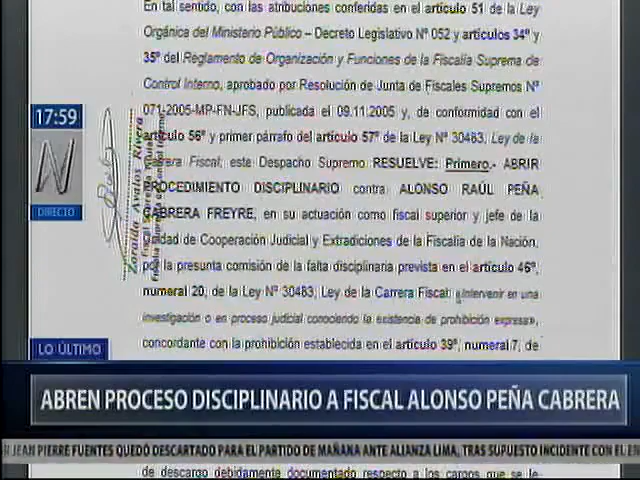 En tal sentido, con las atribuciones conferidas en el artículo 51 de la Ley
Orgánica del Ministerio Público – Decreto Legislativo Nº 052 y artículos 34º y
35º del Reglamento de Organización y Funciones de la Fiscalía Suprema de
Control Interno, aprobado por Resolución de Junta de Fiscales Supremos Nº
071-2005-MP-FN-JFS, publicada el 09.11.2005 y, de conformidad con el
artículo 56º y primer párrafo del artículo 57º de la Ley Nº 30483, Ley de la
Carrera Fiscal; este Despacho Supremo RESUELVE: Primero.- ABRIR
PROCEDIMIENTO DISCIPLINARIO contra ALONSO RAÚL PEÑA
CABRERA FREYRE, en su actuación como fiscal superior y jefe de la
Unidad de Cooperación Judicial y Extradiciones de la Fiscalía de la Nación,
por la presunta comisión de la falta disciplinaria prevista en el artículo 46º,
numeral 20, de la Ley Nº 30483, Ley de la Carrera Fiscal: «Intervenir en una
investigación o en proceso judicial conociendo la existencia de prohibición expresa»,
concordante con la prohibición establecida en el artículo 39º, numeral 7, de
Zoraida Avalos Rivera
Fiscal Suprema Titular
Fiscalía Suprema de Control Interno
17:59
N
DIRECTO
LO ÚLTIMO
ABREN PROCESO DISCIPLINARIO A FISCAL ALONSO PEÑA CABRERA
JEAN PIERRE FUENTES QUEDÓ DESCARTADO PARA EL PARTIDO DE MAÑANA ANTE ALIANZA LIMA, TRAS SUPUESTO INCIDENTE CON EL
de descargo debidamente documentado respecto a los cargos que se le